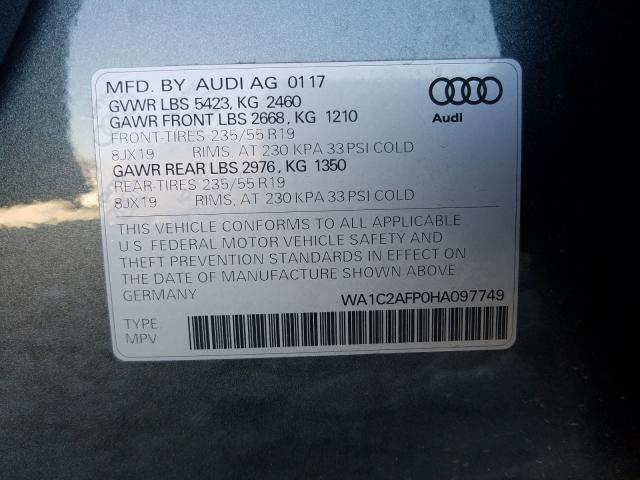 MFD. BY AUDI AG 01 17
GVWR LBS 5423, KG 2460
GAWR FRONT LBS 2668, KG 1210
FRONT-TIRES 235/55 R19
8JX19 RIMS, AT 230 KPA 33 PSI COLD
GAWR REAR LBS 2976, KG 1350
REAR-TIRES 235/55 R19
8JX19 RIMS, AT 230 KPA 33 PSI COLD
Audi
THIS VEHICLE CONFORMS TO ALL APPLICABLE
U.S. FEDERAL MOTOR VEHICLE SAFETY AND
THEFT PREVENTION STANDARDS IN EFFECT ON
THE DATE OF MANUFACTURE SHOWN ABOVE
GERMANY WA1C2AFP0HA097749
TYPE:
MPV